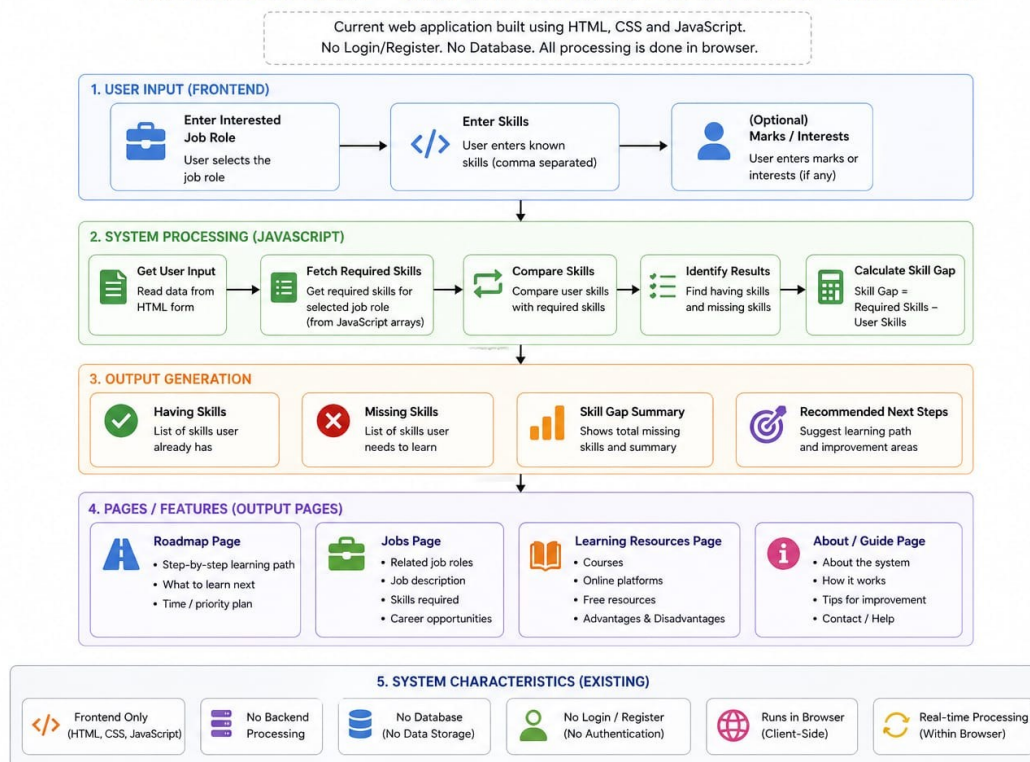 Current web application built using HTML, CSS and JavaScript.
No Login/Register. No Database. All processing is done in browser.
1. USER INPUT (FRONTEND)
Enter Interested
Job Role
User selects the
job role
Enter Skills
User enters known
skills (comma separated)
(Optional)
Marks / Interests
User enters marks or
interests (if any)
2. SYSTEM PROCESSING (JAVASCRIPT)
Get User Input
Read data from
HTML form
Fetch Required Skills
Get required skills for
selected job role
(from JavaScript arrays)
Compare Skills
Compare user skills
with required skills
Identify Results
Find having skills
and missing skills
Calculate Skill Gap
Skill Gap =
Required Skills –
User Skills
3. OUTPUT GENERATION
Having Skills
List of skills user
already has
Missing Skills
List of skills user
needs to learn
Skill Gap Summary
Shows total missing
skills and summary
Recommended Next Steps
Suggest learning path
and improvement areas
4. PAGES / FEATURES (OUTPUT PAGES)
Roadmap Page
• Step-by-step learning path
• What to learn next
• Time / priority plan
Jobs Page
• Related job roles
• Job description
• Skills required
• Career opportunities
Learning Resources Page
• Courses
• Online platforms
• Free resources
• Advantages & Disadvantages
About / Guide Page
• About the system
• How it works
• Tips for improvement
• Contact / Help
5. SYSTEM CHARACTERISTICS (EXISTING)
Frontend Only
(HTML, CSS, JavaScript)
No Backend
Processing
No Database
(No Data Storage)
No Login / Register
(No Authentication)
Runs in Browser
(Client-Side)
Real-time Processing
(Within Browser)